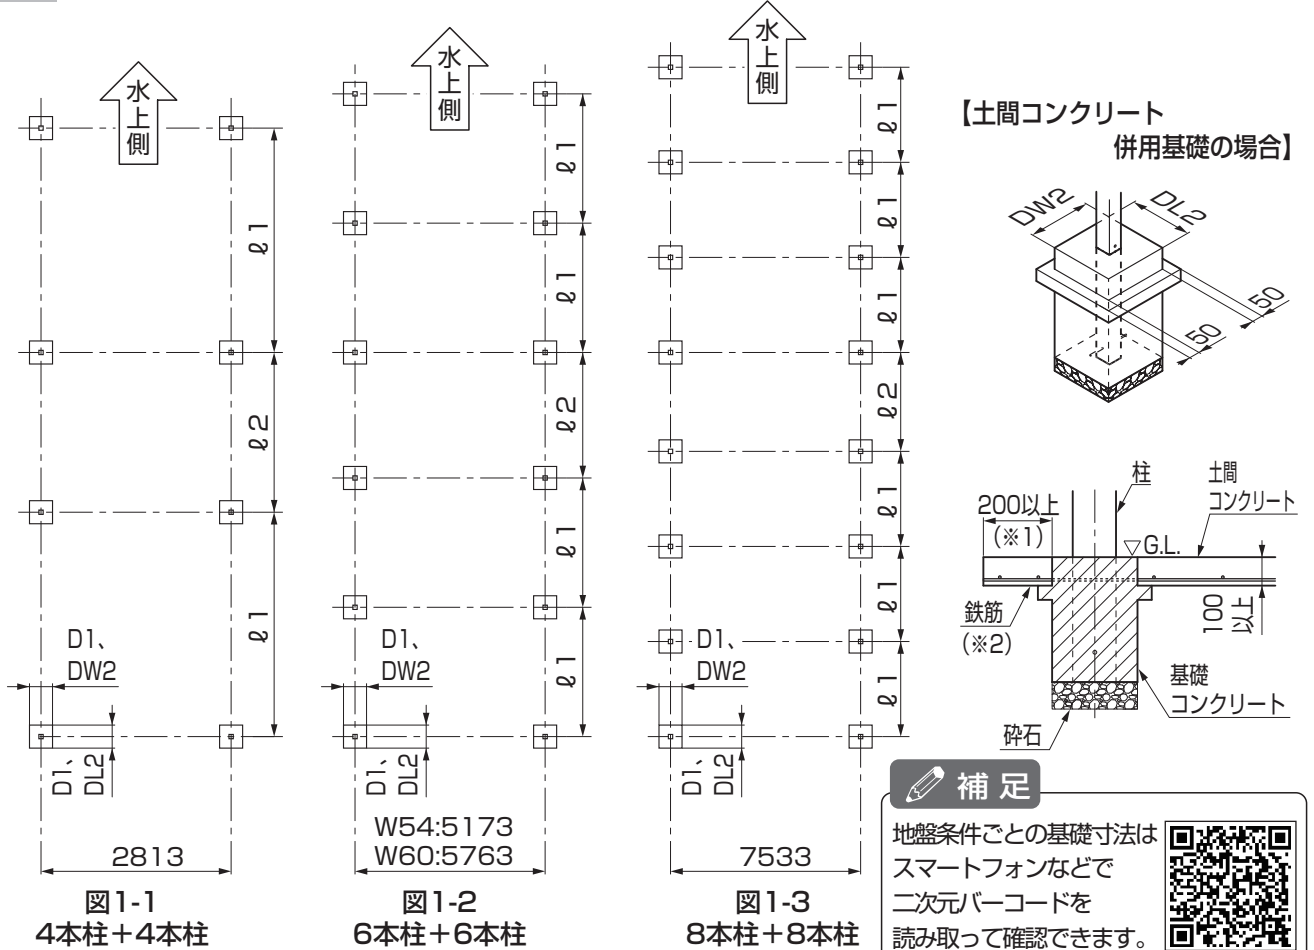 水上側
ℓ1
ℓ2
ℓ1
D1、
DW2
D1、
DL2
2813
図1-1
4本柱+4本柱
水上側
ℓ1
ℓ1
ℓ2
ℓ1
ℓ1
D1、
DW2
D1、
DL2
W54:5173
W60:5763
図1-2
6本柱+6本柱
水上側
ℓ1
ℓ1
ℓ1
ℓ2
ℓ1
ℓ1
ℓ1
D1、
DW2
D1、
DL2
7533
図1-3
8本柱+8本柱
【土間コンクリート
併用基礎の場合】
DW2
DL2
50
50
柱
土間
コンクリート
200以上
(※1)
G.L.
鉄筋
(※2)
100
以上
基礎
コンクリート
砕石
補足
地盤条件ごとの基礎寸法は
スマートフォンなどで
二次元バーコードを
読み取って確認できます。